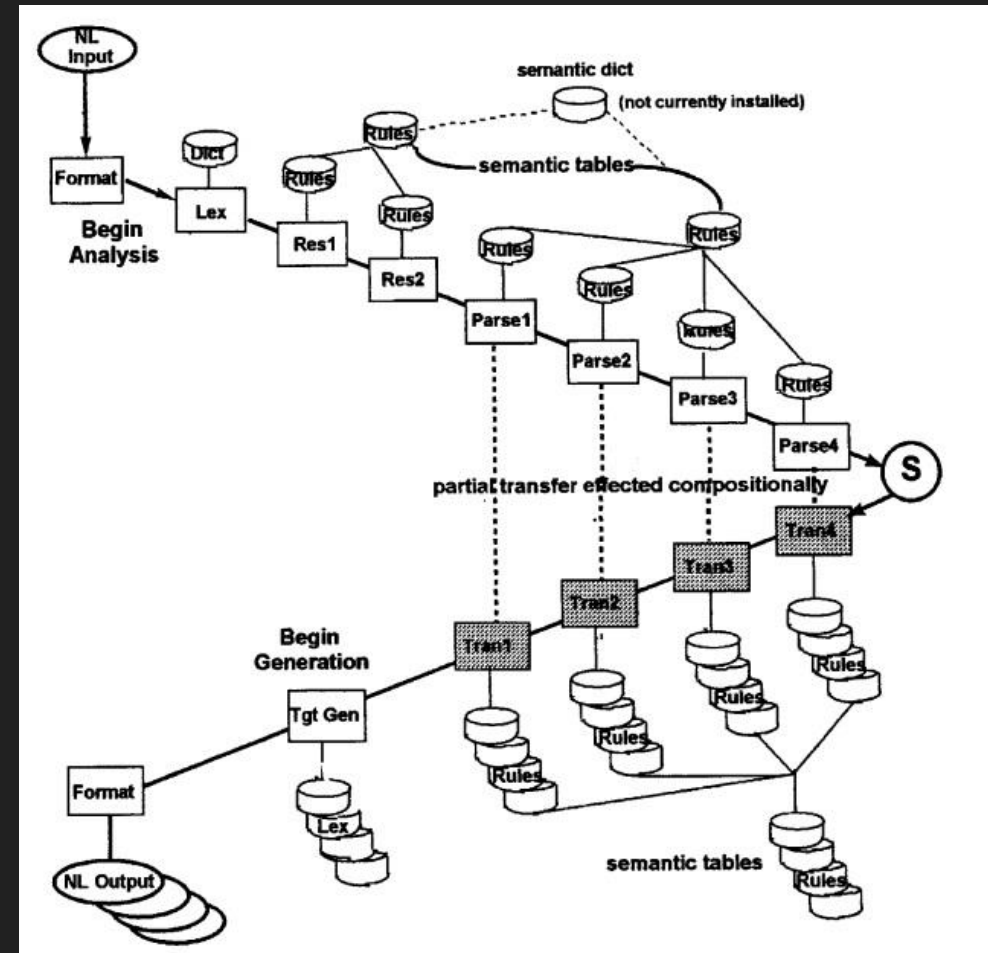 NL
Input
semantic dict
(not currently installed)
Rules
Dict
semantic tables
Format
Rules
Lex
Rules
Begin
Analysis
Res1
Rules
Rules
Res2
Rules
Parse1
Rules
Parse2
Rules
Parse3
Parse4
S
partial transfer effected compositionally
Tran4
Tran3
Tran2
Begin
Generation
Tran1
Rules
Rules
Tgt Gen
Rules
Rules
Format
Lex
semantic tables
NL Output
Rules